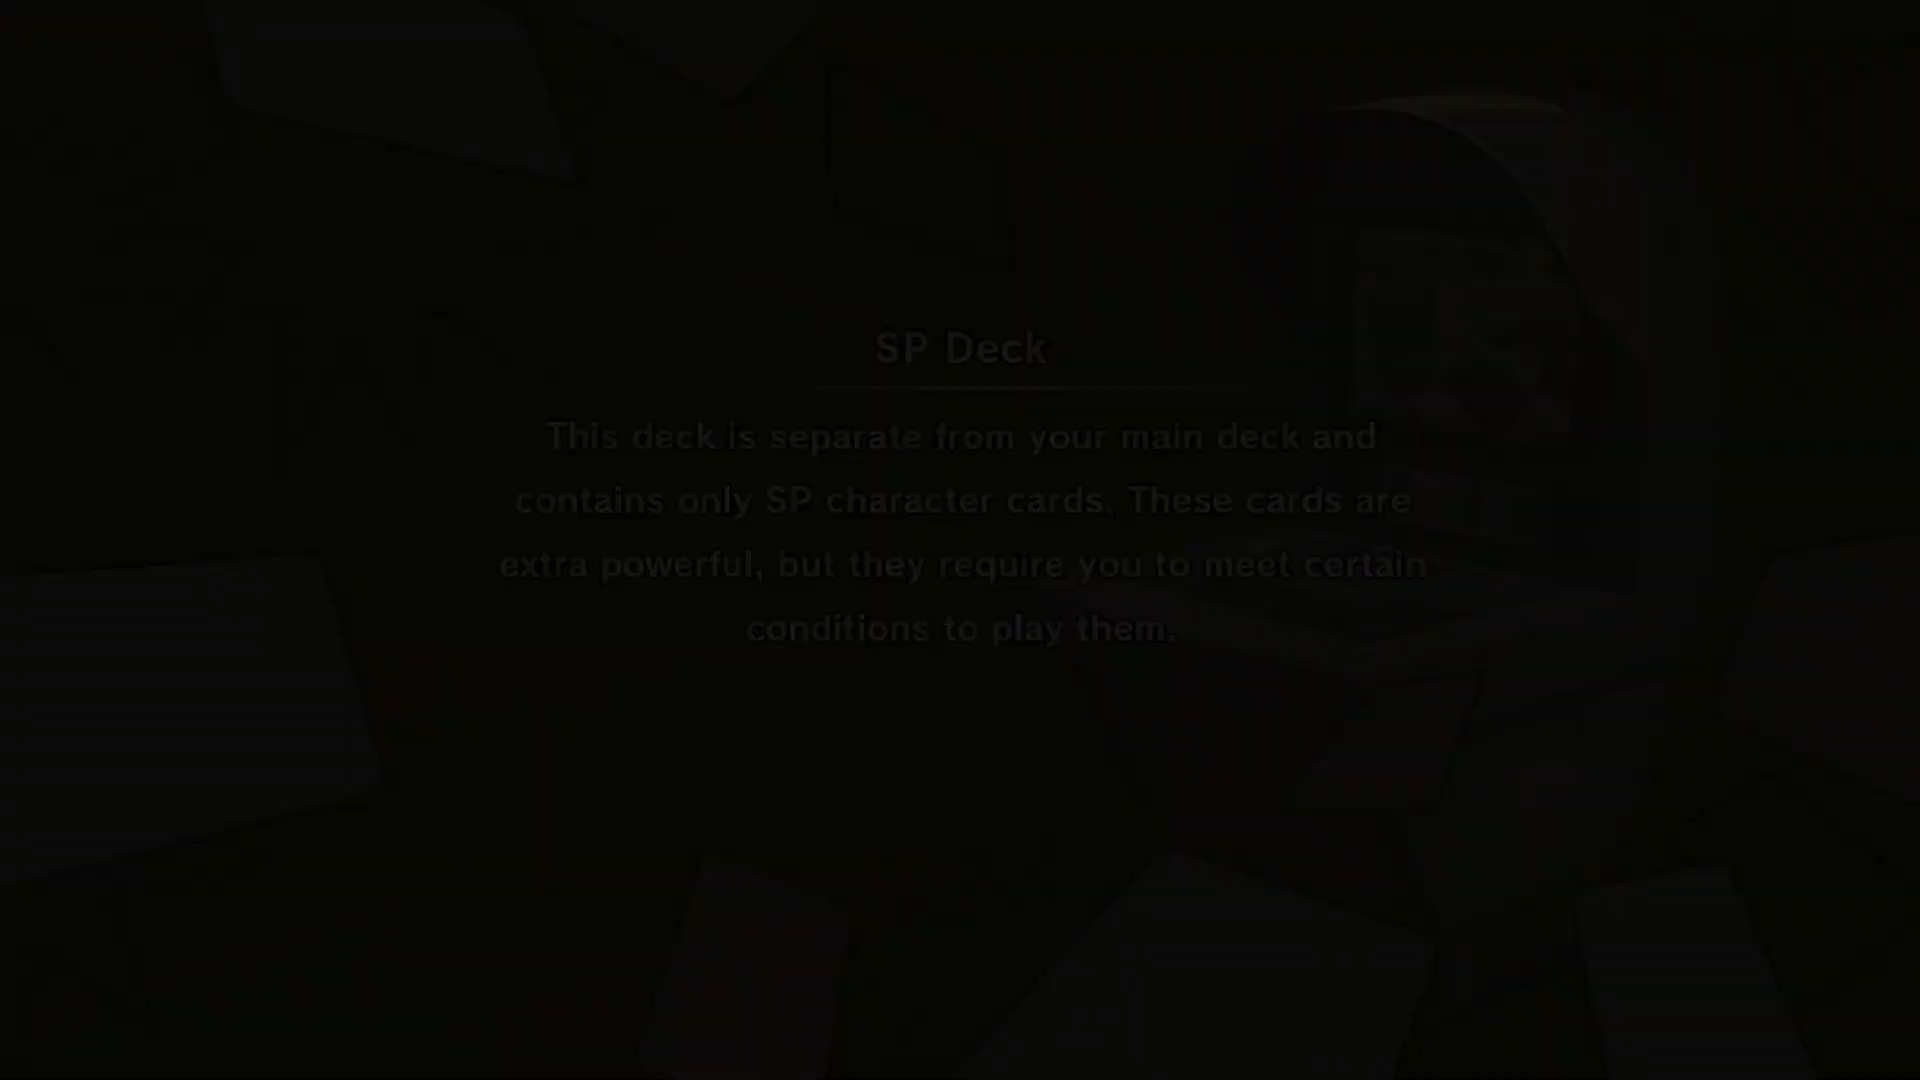 SP Deck
This deck is separate from your main deck and
contains only SP character cards. These cards are
extra powerful, but they require you to meet certain
conditions to play them.